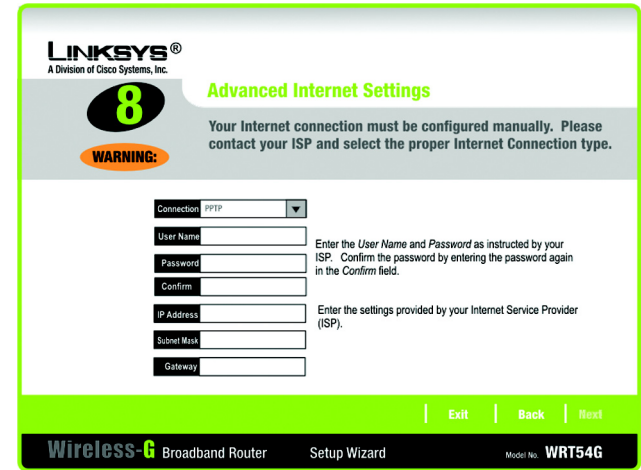 LINKSYS®
A Division of Cisco Systems, Inc.
8
Advanced Internet Settings
WARNING:
Your Internet connection must be configured manually. Please
contact your ISP and select the proper Internet Connection type.
Connection PPTP
User Name
Password
Confirm
Enter the User Name and Password as instructed by your
ISP. Confirm the password by entering the password again
in the Confirm field.
IP Address
Subnet Mask
Gateway
Enter the settings provided by your Internet Service Provider
(ISP).
Exit Back Next
Wireless-G Broadband Router Setup Wizard Model No. WRT54G